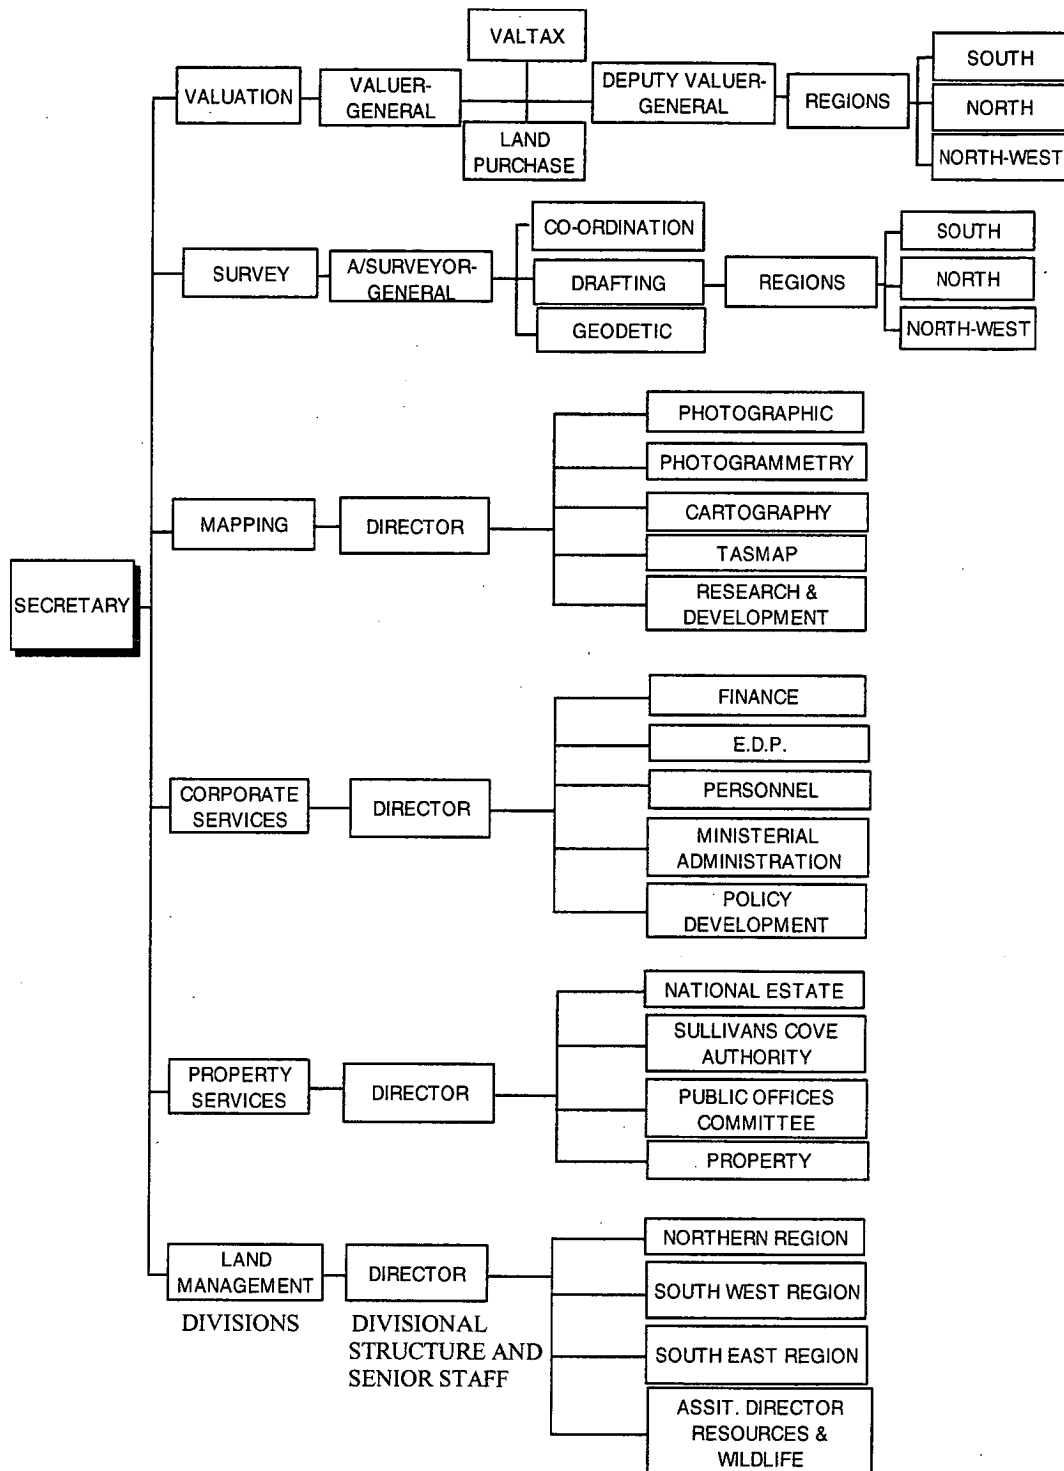 VALTAX
VALUATION
VALUER-
GENERAL
LAND
PURCHASE
DEPUTY VALUER-
GENERAL
REGIONS
SOUTH
NORTH
NORTH-WEST
SURVEY
A/SURVEYOR-
GENERAL
CO-ORDINATION
DRAFTING
GEODETIC
REGIONS
SOUTH
NORTH
NORTH-WEST
MAPPING
DIRECTOR
PHOTOGRAPHIC
PHOTOGRAMMETRY
CARTOGRAPHY
TASMAP
RESEARCH &
DEVELOPMENT
SECRETARY
CORPORATE
SERVICES
DIRECTOR
FINANCE
E.D.P.
PERSONNEL
MINISTERIAL
ADMINISTRATION
POLICY
DEVELOPMENT
PROPERTY
SERVICES
DIRECTOR
NATIONAL ESTATE
SULLIVANS COVE
AUTHORITY
PUBLIC OFFICES
COMMITTEE
PROPERTY
LAND
MANAGEMENT
DIRECTOR
NORTHERN REGION
SOUTH WEST REGION
SOUTH EAST REGION
ASSIT. DIRECTOR
RESOURCES &
WILDLIFE
DIVISIONS
DIVISIONAL
STRUCTURE AND
SENIOR STAFF